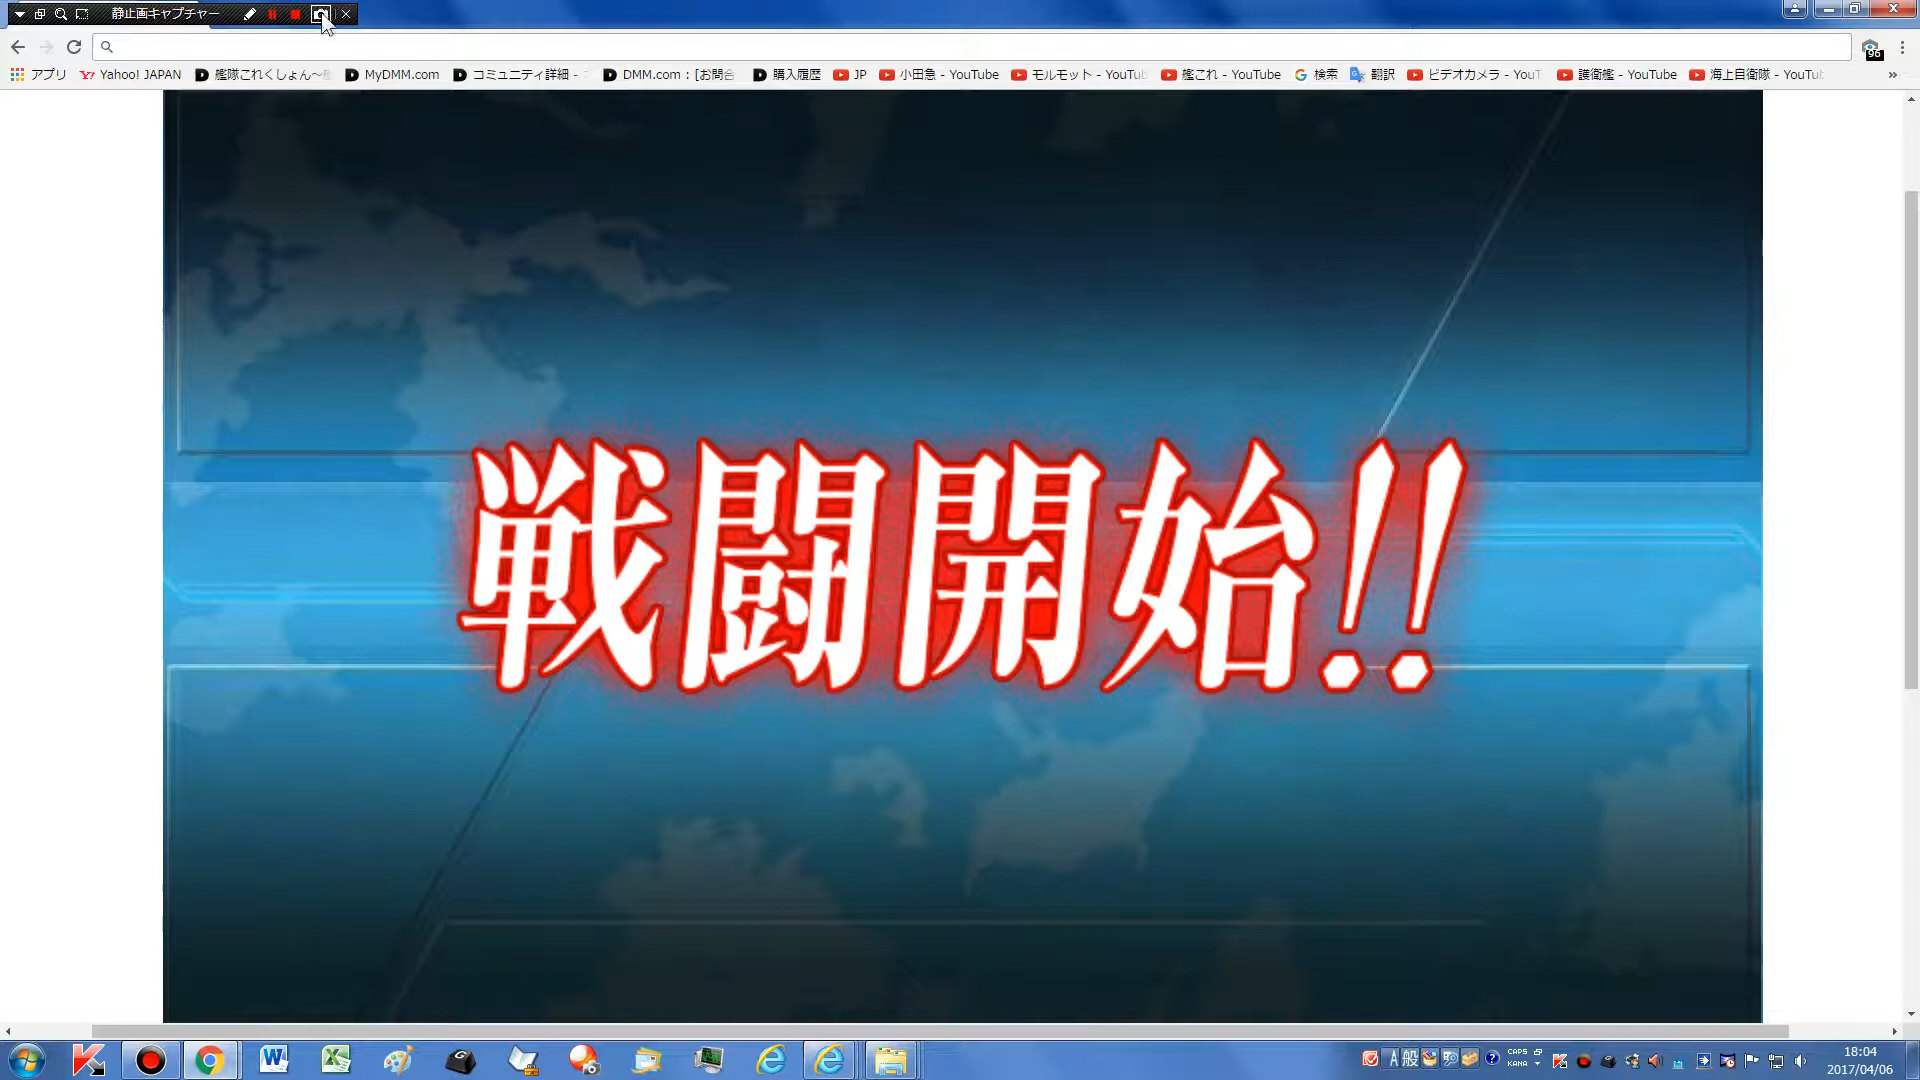 静止画キャプチャー
アプリ Yahoo! JAPAN 艦隊これくしょん～ MyDMM.com コミュニティ詳細 - DMM.com : [お問合 購入履歴 JP 小田急 - YouTube モルモット - YouTub 艦これ - YouTube 検索 翻訳 ビデオカメラ - YouT 護衛艦 - YouTube 海上自衛隊 - YouTub »
96
戦闘開始!!
A 般 CAPS KANA
18:04
2017/04/06